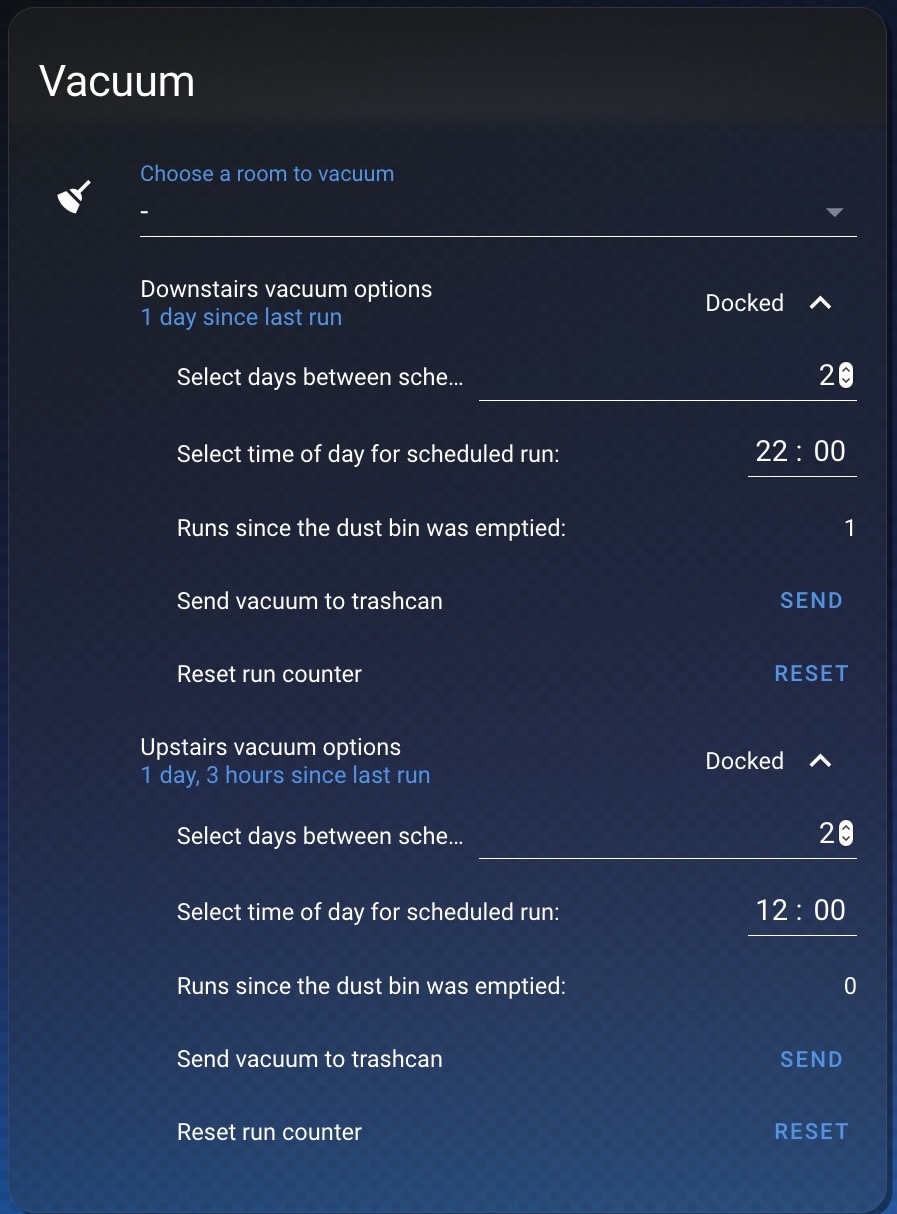 Vacuum
Choose a room to vacuum
-
Downstairs vacuum options
1 day since last run
Docked
Select days between sche...
2
Select time of day for scheduled run:
22 : 00
Runs since the dust bin was emptied:
1
Send vacuum to trashcan
SEND
Reset run counter
RESET
Upstairs vacuum options
1 day, 3 hours since last run
Docked
Select days between sche...
2
Select time of day for scheduled run:
12 : 00
Runs since the dust bin was emptied:
0
Send vacuum to trashcan
SEND
Reset run counter
RESET